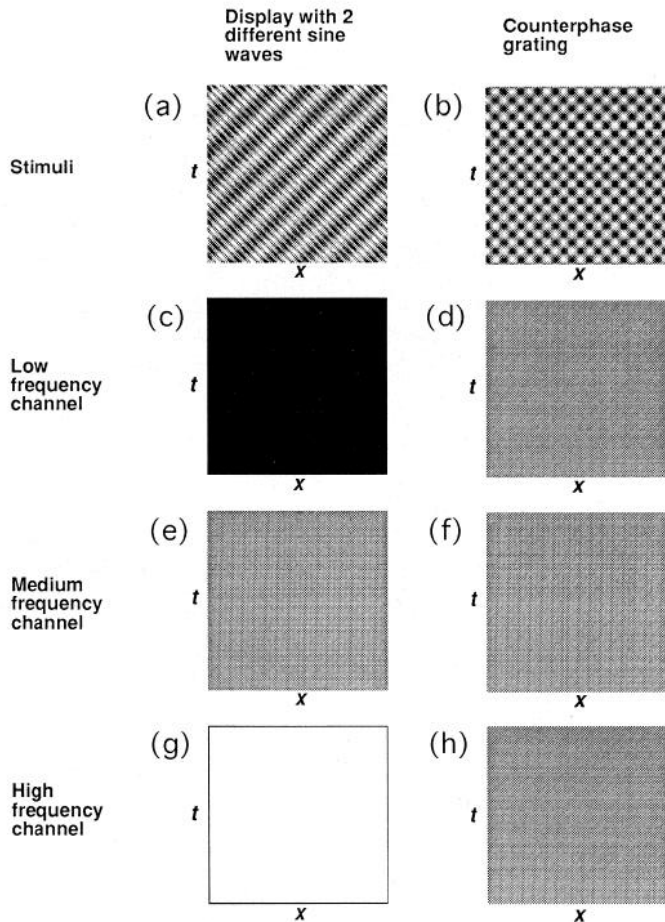 Display with 2
different sine
waves
Counterphase
grating
(a)
(b)
Stimuli
t
t
x
x
(c)
(d)
Low
frequency
channel
t
t
x
x
(e)
(f)
Medium
frequency
channel
t
t
x
x
(g)
(h)
High
frequency
channel
t
t
x
x